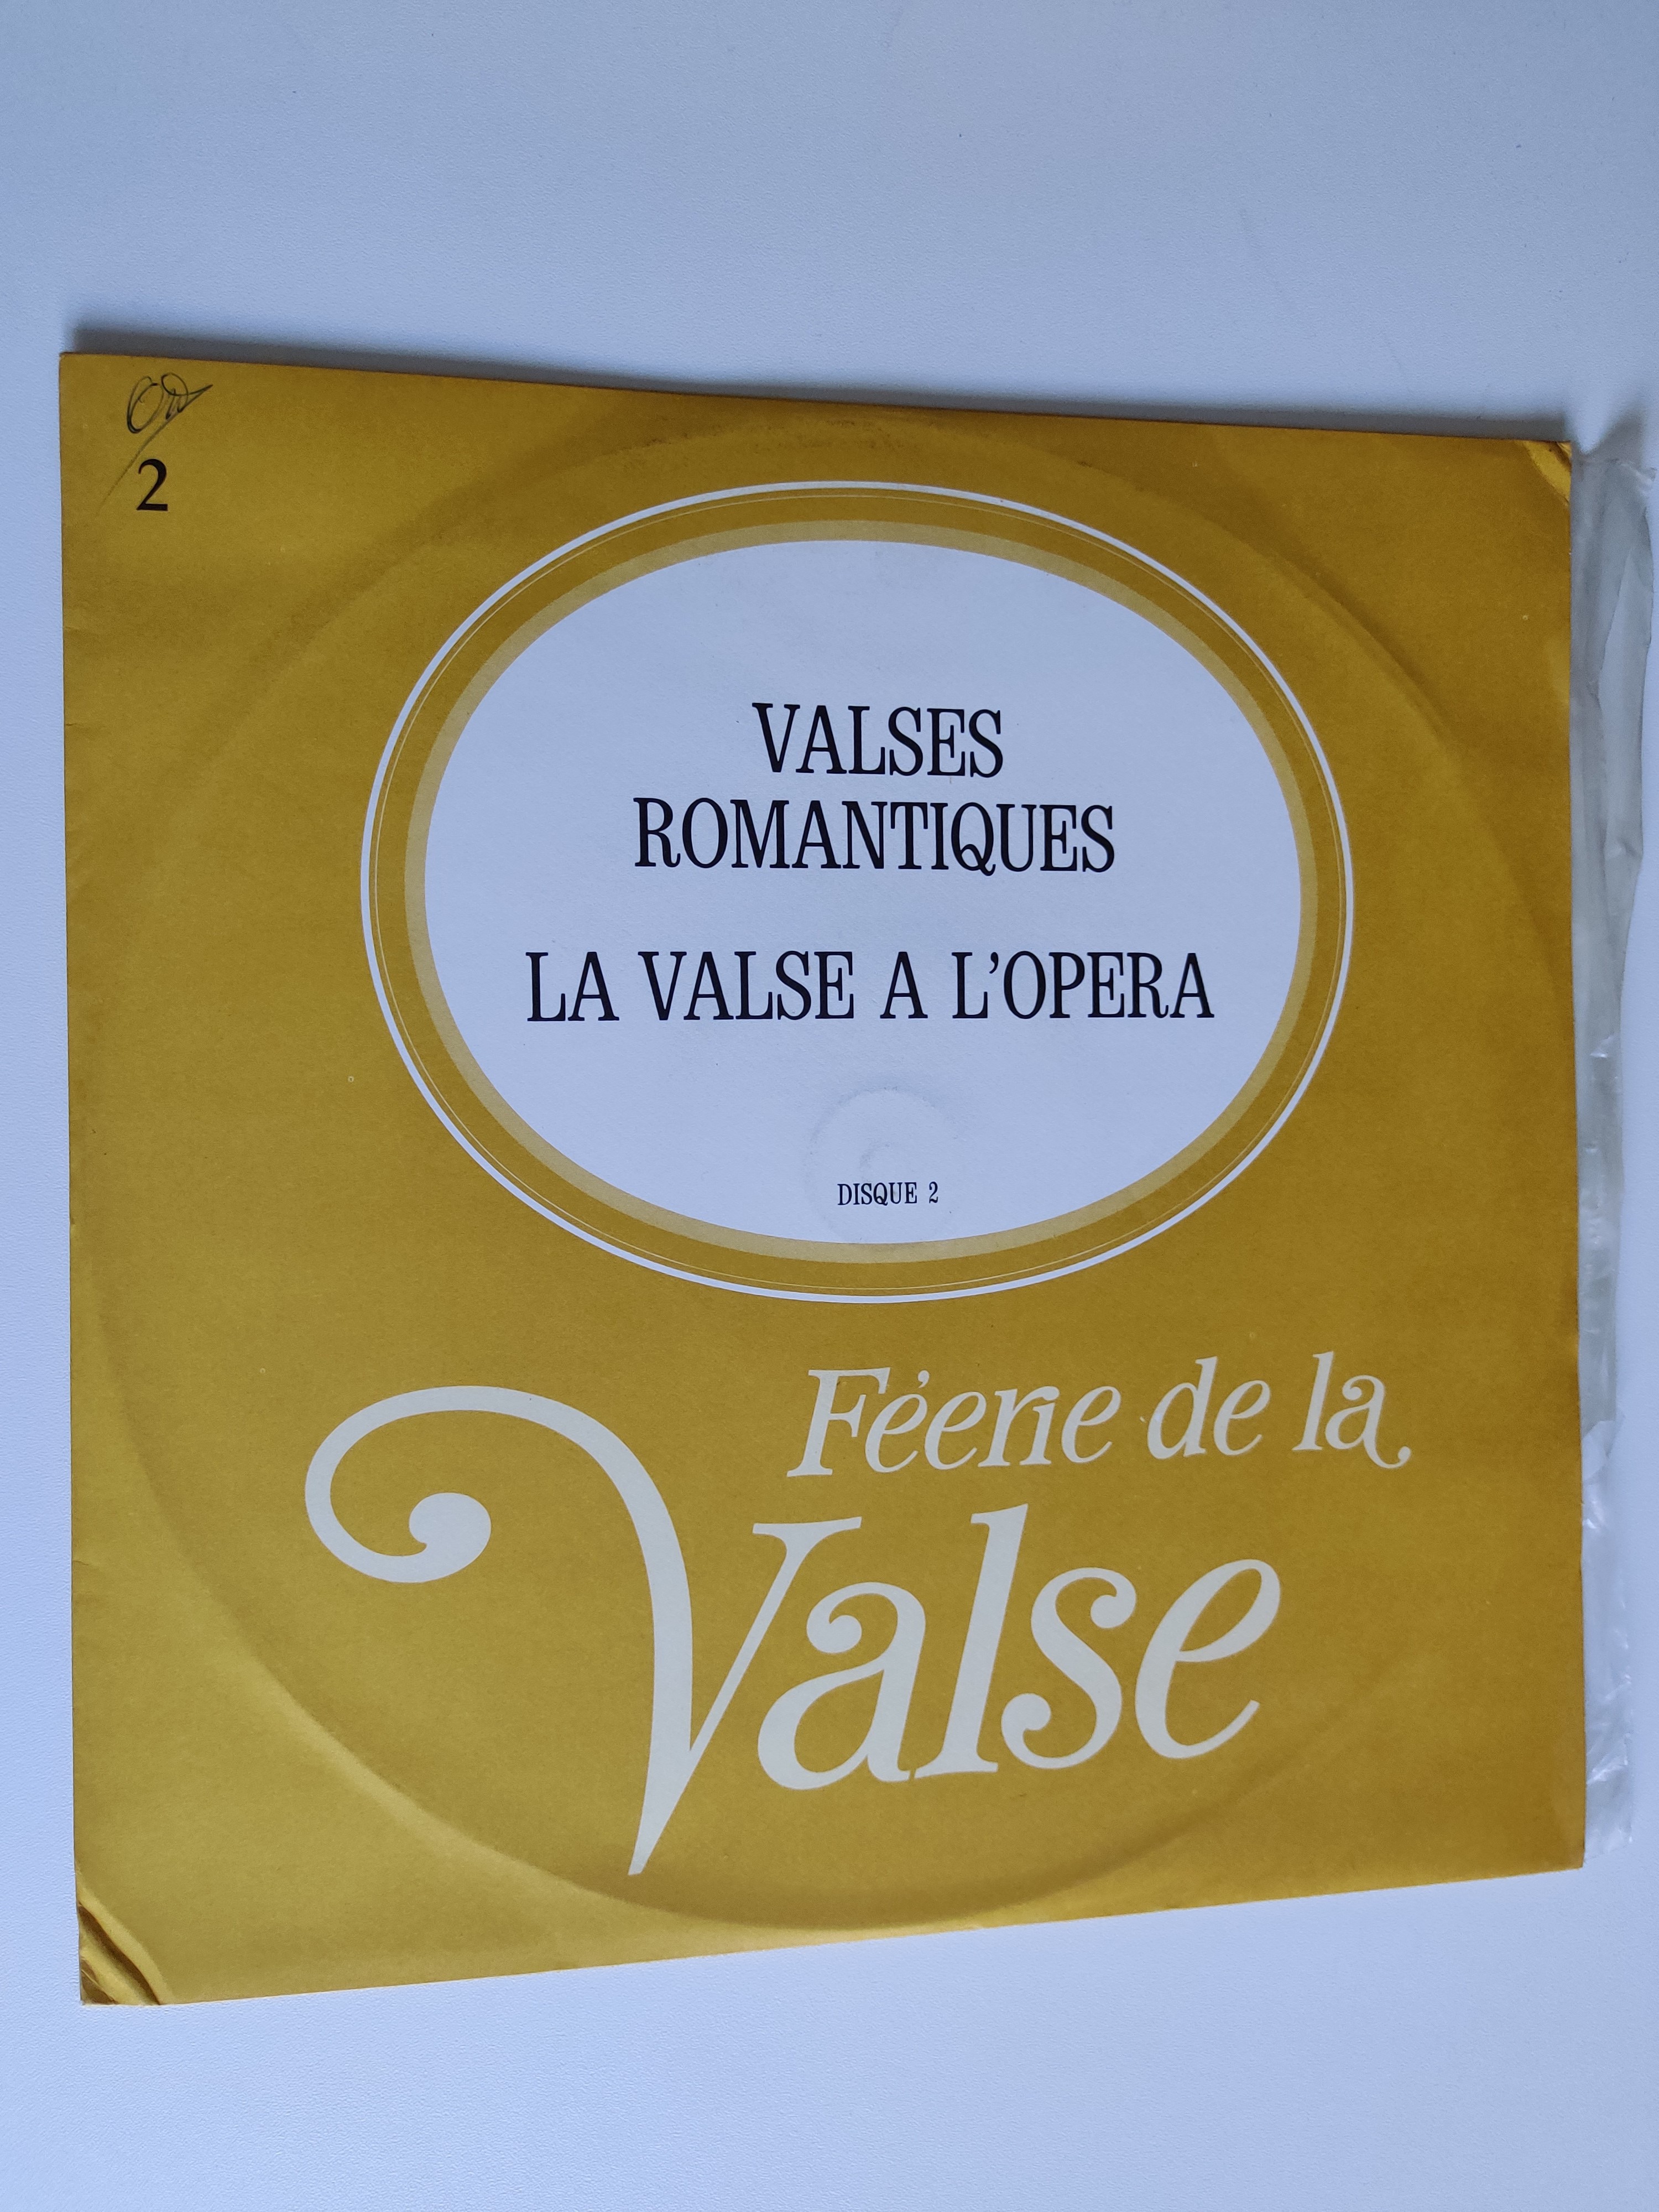 2
VALSES
ROMANTIQUES
LA VALSE A L'OPERA
DISQUE 2
Féerie de la
Valse